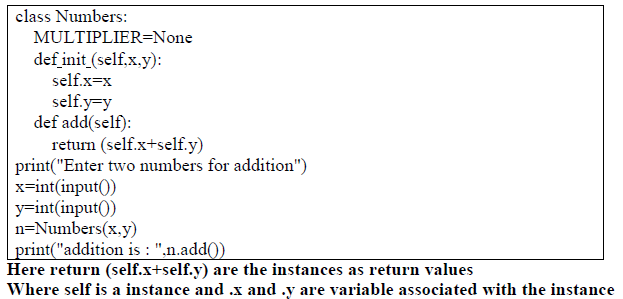 class Numbers:
MULTIPLIER=None
def_init_(self,x,y):
self.x=x
self.y=y
def add(self):
return (self.x+self.y)
print("Enter two numbers for addition")
x=int(input())
y=int(input())
n=Numbers(x,y)
print("addition is : ",n.add())
Here return (self.x+self.y) are the instances as return values
Where self is a instance and .x and .y are variable associated with the instance